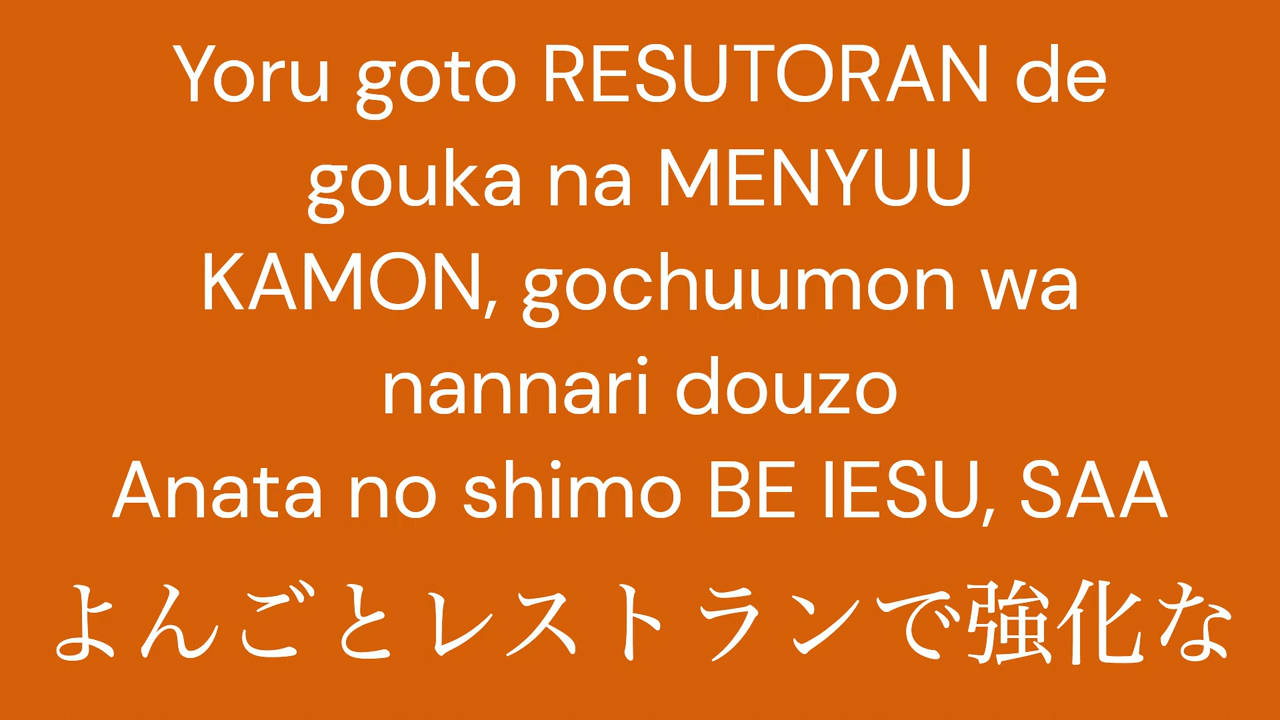 Yoru goto RESUTORAN de
gouka na MENYUU
KAMON, gochuumon wa
nannari douzo
Anata no shimo BE IESU, SAA
よんごとレストランで強化な